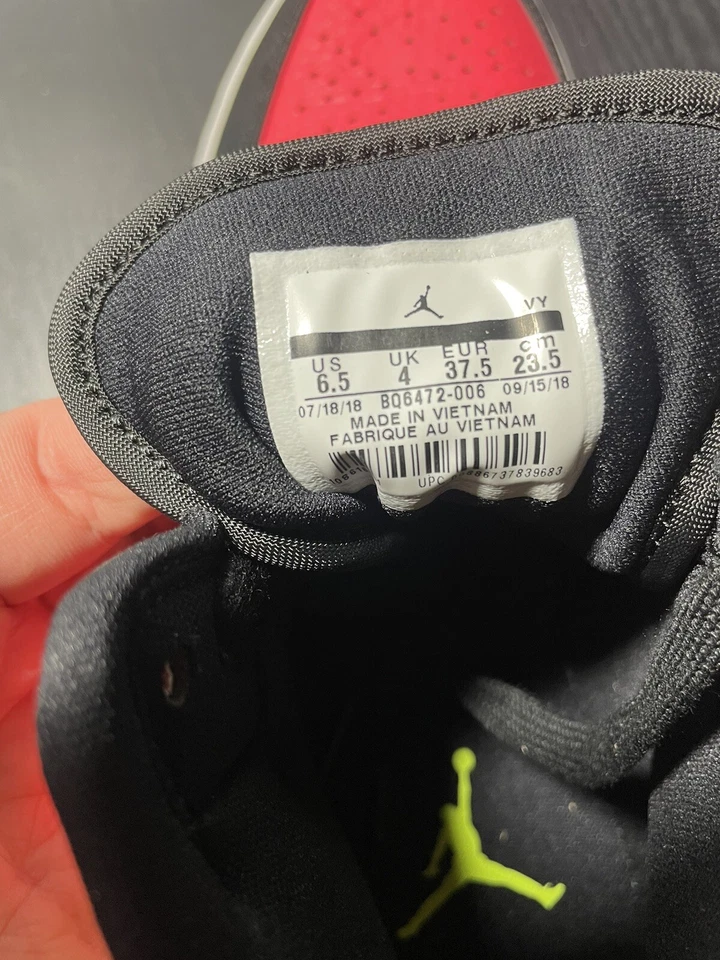 VY
US UK EUR cm
6.5 4 37.5 23.5
07/18/18 BQ6472-006 09/15/18
MADE IN VIETNAM
FABRIQUE AU VIETNAM
UPC